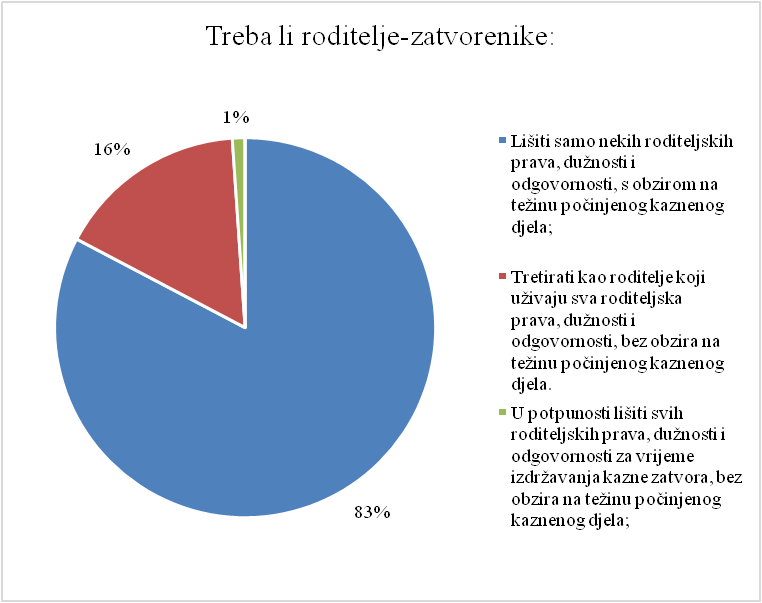 Treba li roditelje-zatvorenike:
1%
16%
83%
Lišiti samo nekih roditeljskih
prava, dužnosti i
odgovornosti, s obzirom na
težinu počinjenog kaznenog
djela;
Tretirati kao roditelje koji
uživaju sva roditeljska
prava, dužnosti i
odgovornosti, bez obzira na
težinu počinjenog kaznenog
djela.
U potpunosti lišiti svih
roditeljskih prava, dužnosti i
odgovornosti za vrijeme
izdržavanja kazne zatvora, bez
obzira na težinu počinjenog
kaznenog djela;